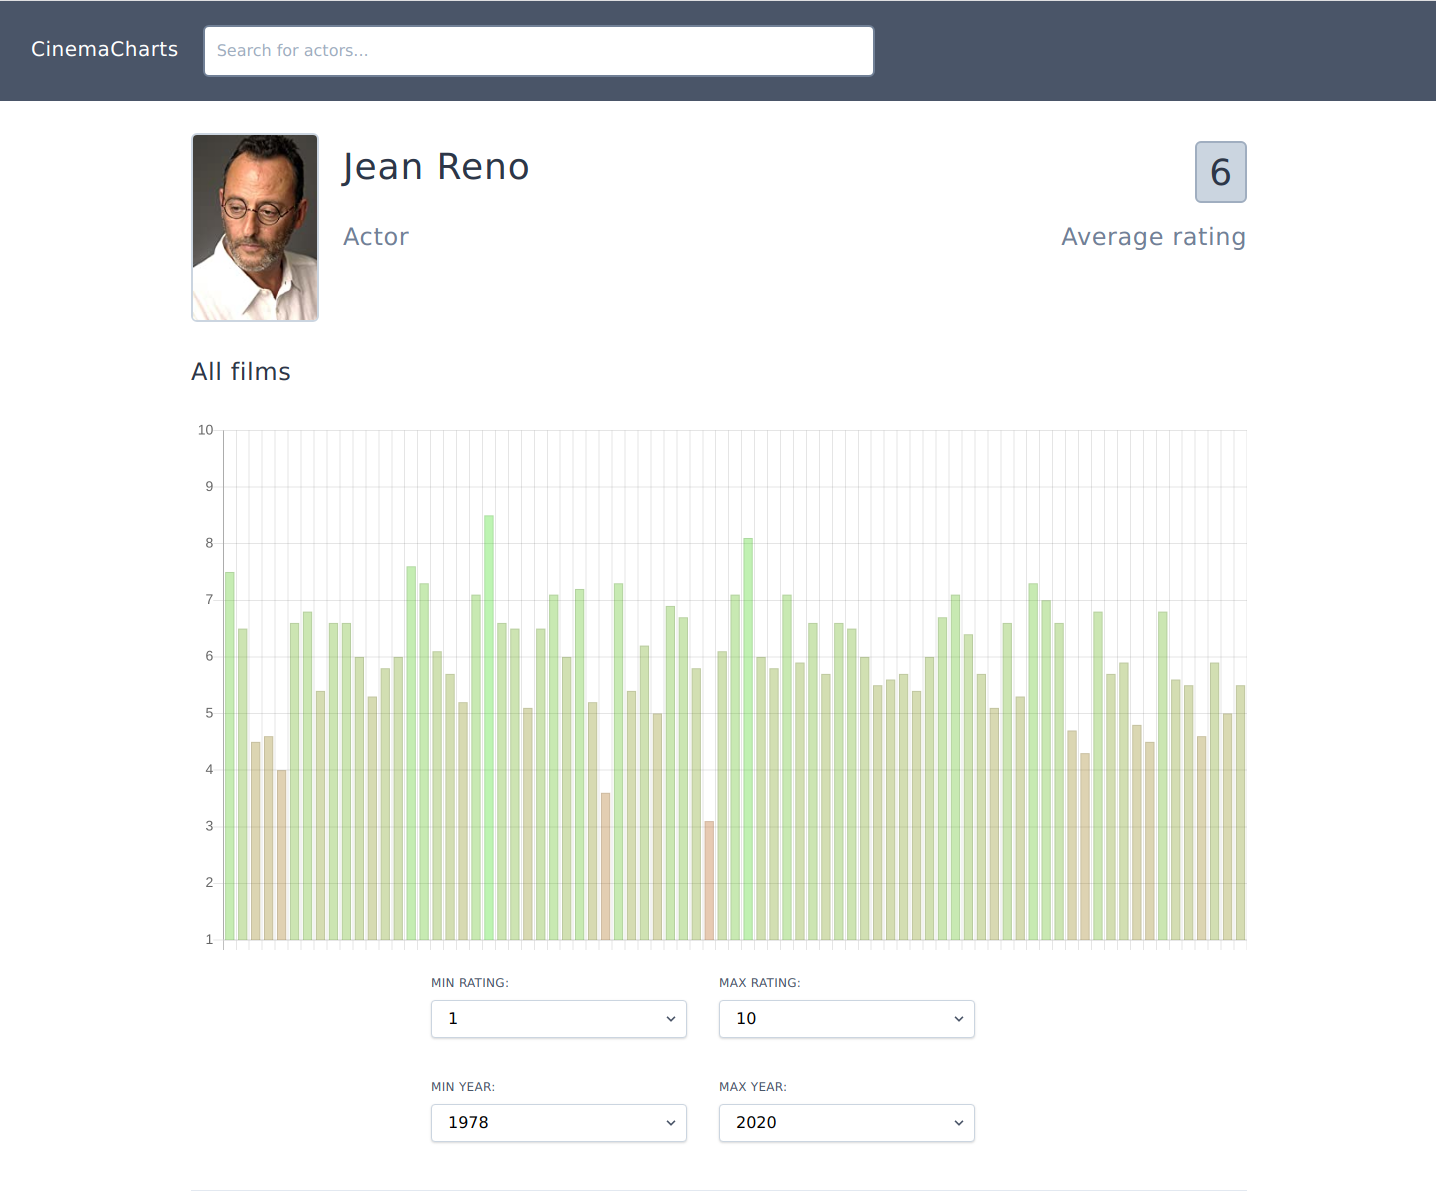 CinemaCharts
Search for actors...
Jean Reno
6
Actor
Average rating
All films
10
9
8
7
6
5
4
3
2
1
MIN RATING:
MAX RATING:
1
10
MIN YEAR:
MAX YEAR:
1978
2020